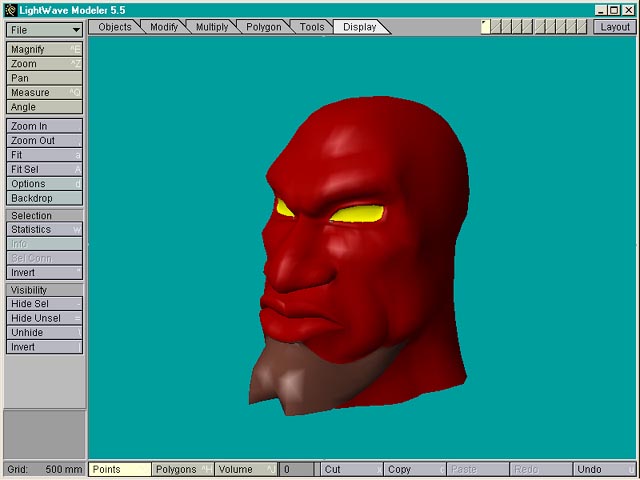 LightWave Modeler 5.5
File
Objects
Modify
Multiply
Polygon
Tools
Display
Layout
Magnify ^E
Zoom ^Z
Pan
Measure ^Q
Angle
Zoom In
Zoom Out ,
Fit a
Fit Sel A
Options d
Backdrop
Selection
Statistics w
Info
Sel Conn
Invert "
Visibility
Hide Sel -
Hide Unsel =
Unhide \
Invert |
Grid: 500 mm
Points
Polygons ^H
Volume ^J
0
Cut x
Copy c
Paste
Redo
Undo u